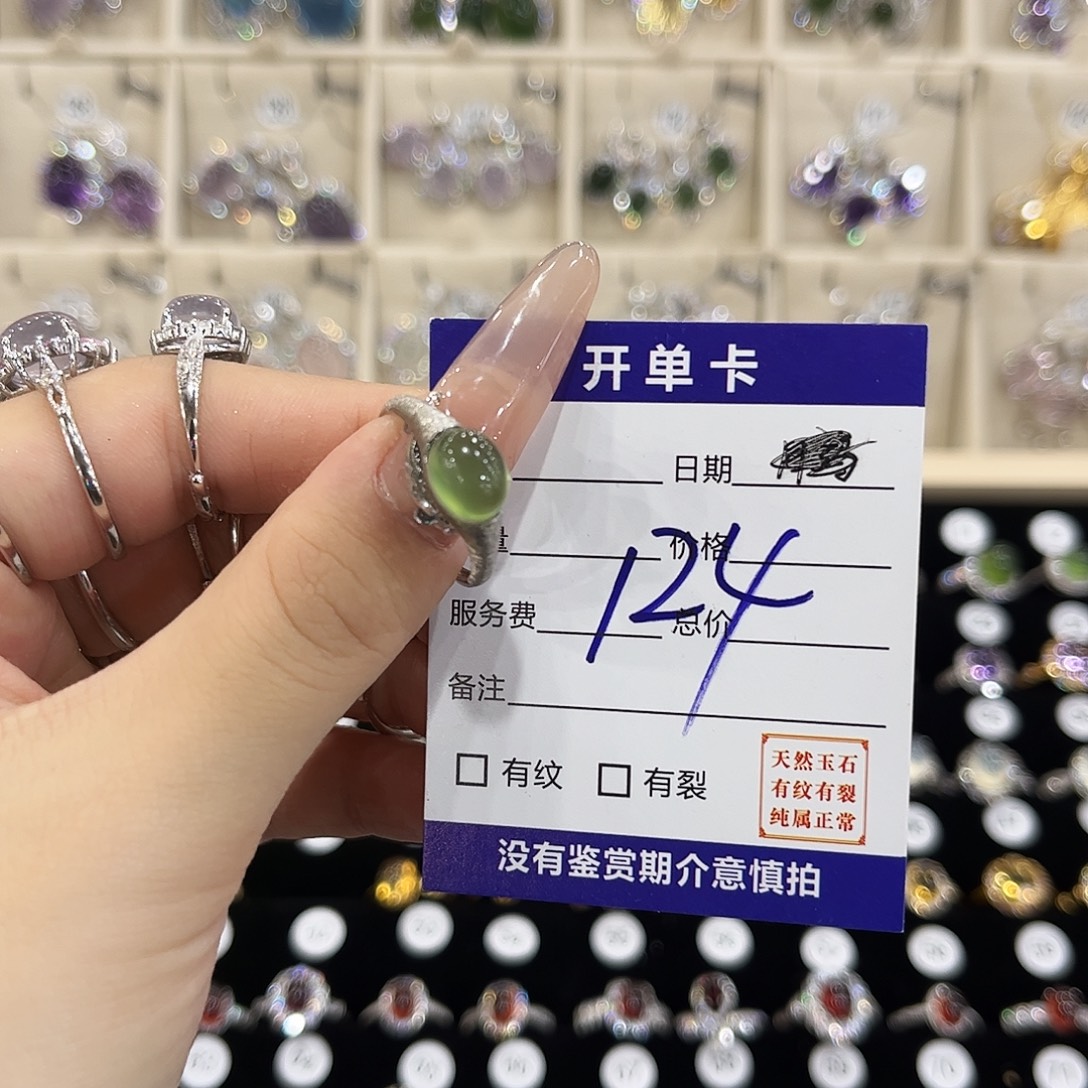 开单卡
日期
量 价格
124
服务费 总价
备注
有纹 有裂
天然玉石
有纹有裂
纯属正常
没有鉴赏期介意慎拍